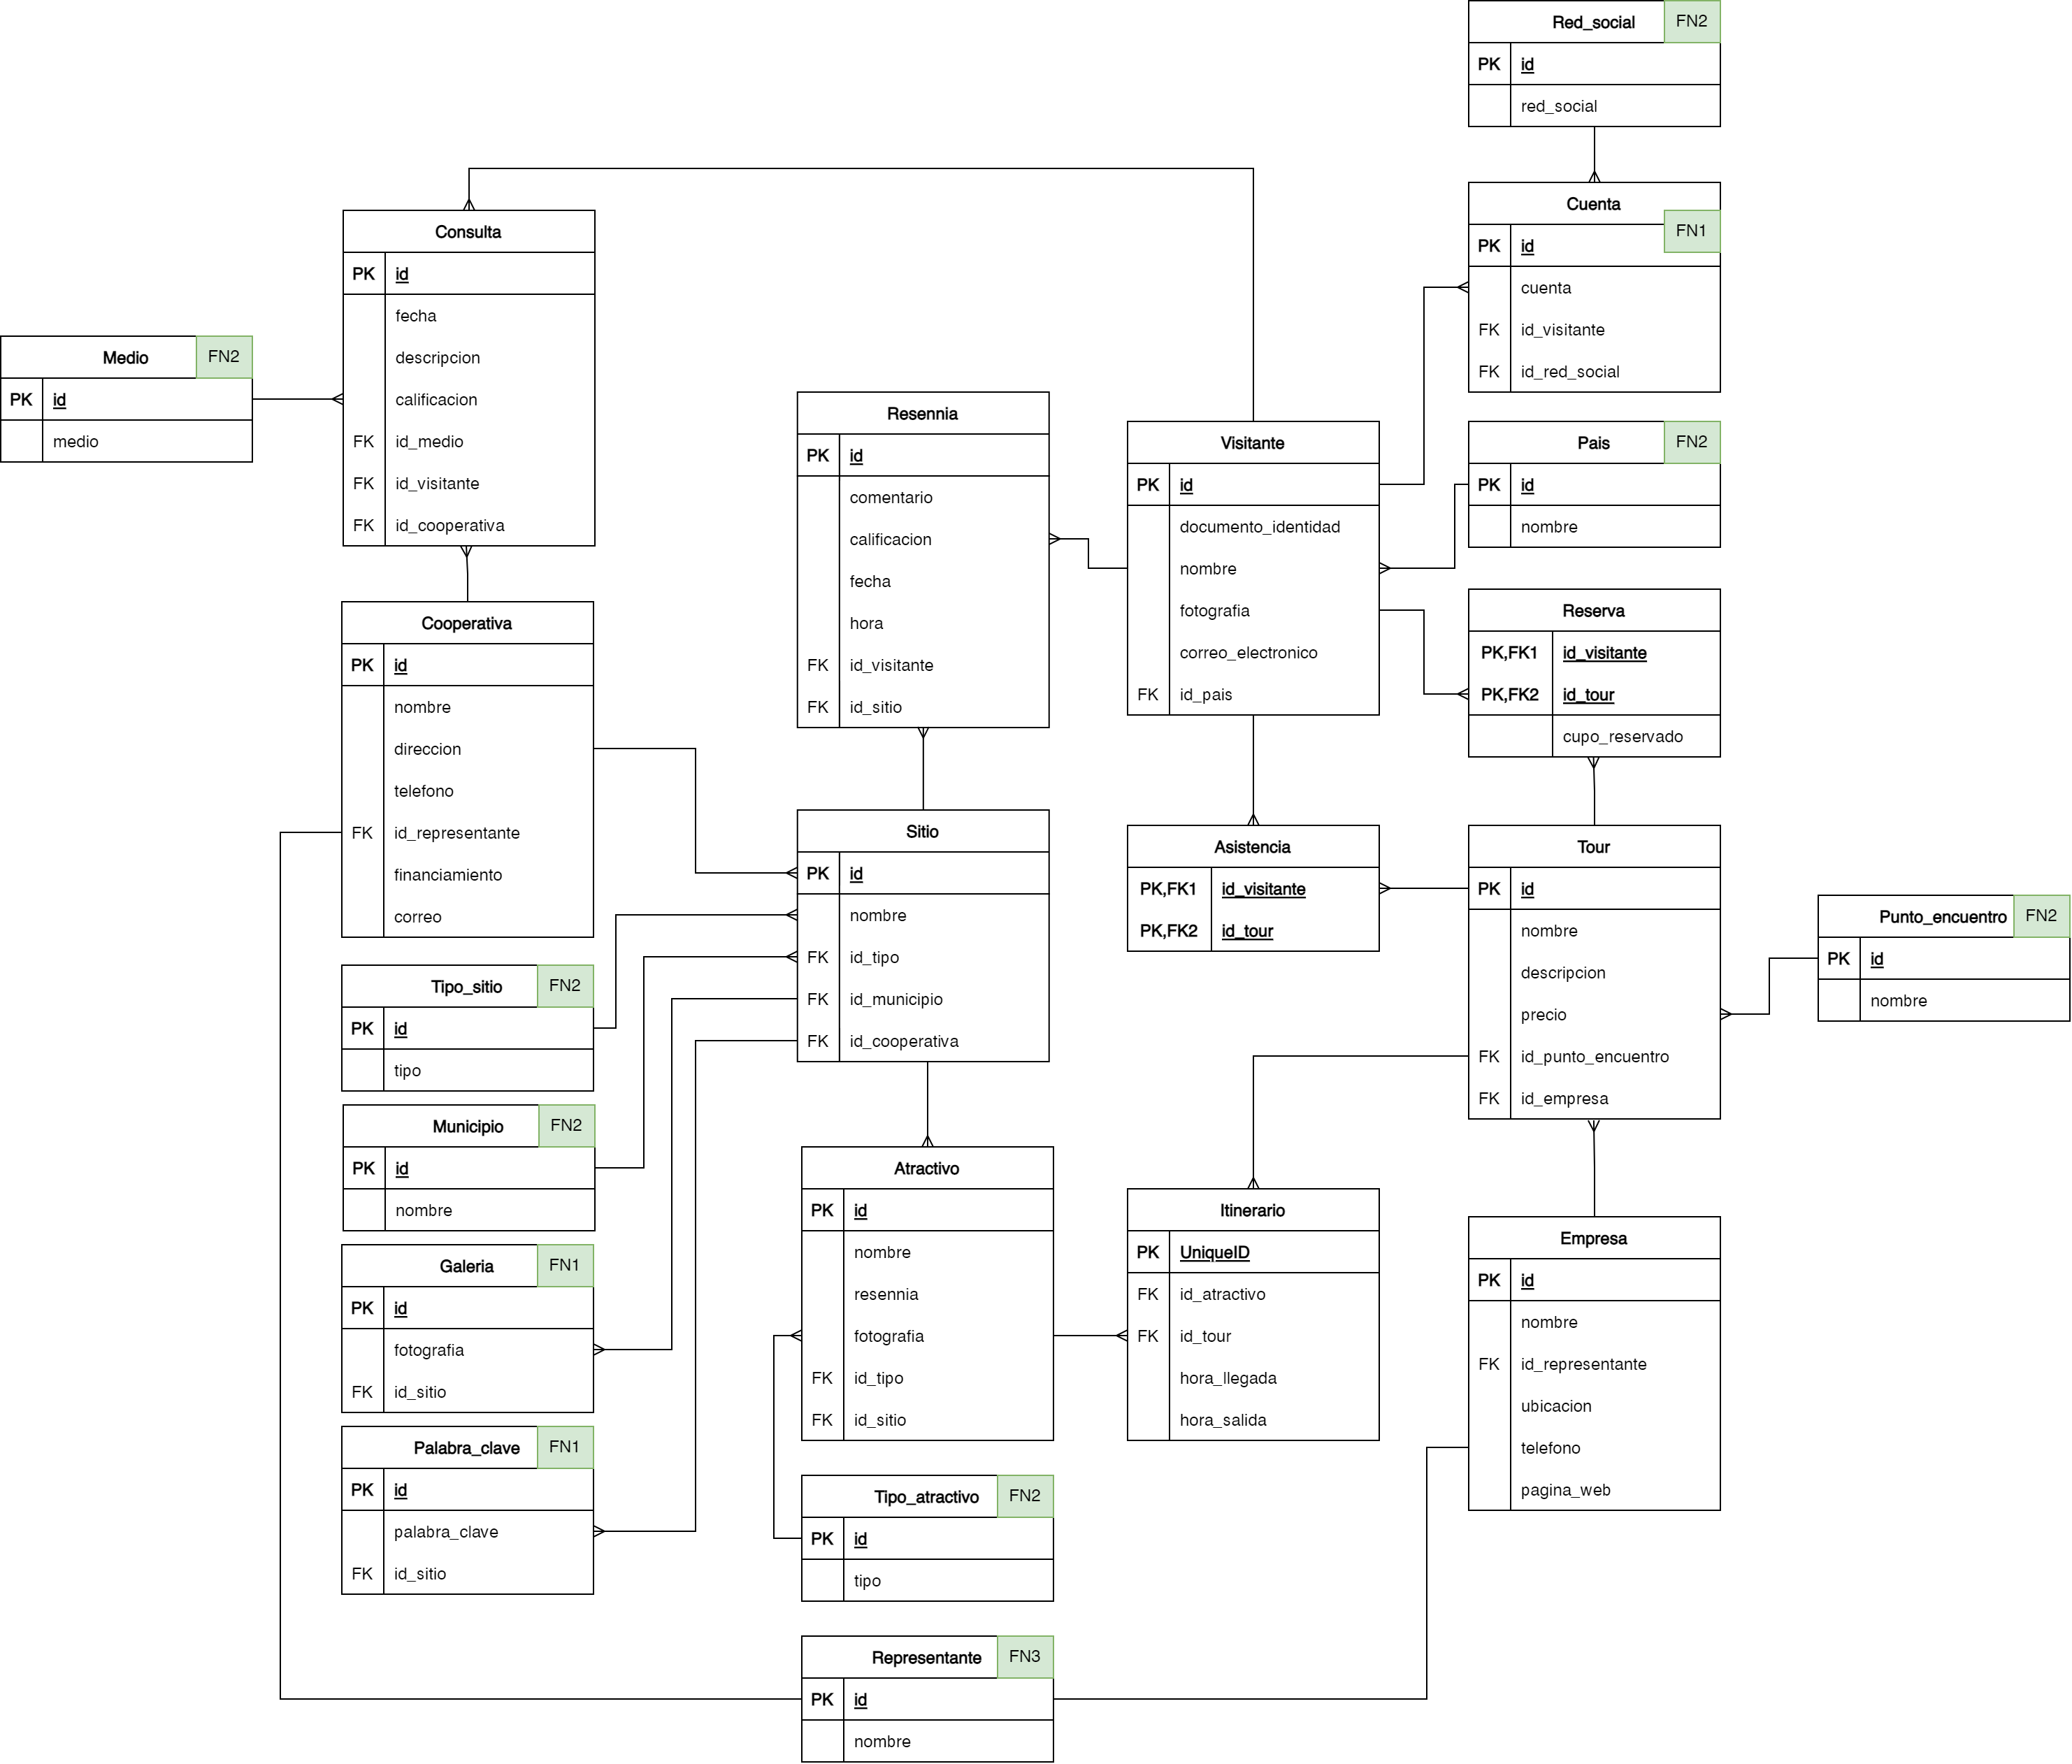 Red_social
FN2
PK
id
red_social
Cuenta
FN1
PK
id
cuenta
FK
id_visitante
FK
id_red_social
Consulta
PK
id
fecha
descripcion
calificacion
FK
id_medio
FK
id_visitante
FK
id_cooperativa
Medio
FN2
PK
id
medio
Resennia
PK
id
comentario
calificacion
fecha
hora
FK
id_visitante
FK
id_sitio
Visitante
PK
id
documento_identidad
nombre
fotografia
correo_electronico
FK
id_pais
Pais
FN2
PK
id
nombre
Reserva
PK,FK1
id_visitante
PK,FK2
id_tour
cupo_reservado
Cooperativa
PK
id
nombre
direccion
telefono
FK
id_representante
financiamiento
correo
Sitio
PK
id
nombre
FK
id_tipo
FK
id_municipio
FK
id_cooperativa
Asistencia
PK,FK1
id_visitante
PK,FK2
id_tour
Tour
PK
id
nombre
descripcion
precio
FK
id_punto_encuentro
FK
id_empresa
Punto_encuentro
FN2
PK
id
nombre
Tipo_sitio
FN2
PK
id
tipo
Municipio
FN2
PK
id
nombre
Galeria
FN1
PK
id
fotografia
FK
id_sitio
Palabra_clave
FN1
PK
id
palabra_clave
FK
id_sitio
Atractivo
PK
id
nombre
resennia
fotografia
FK
id_tipo
FK
id_sitio
Itinerario
PK
UniqueID
FK
id_atractivo
FK
id_tour
hora_llegada
hora_salida
Empresa
PK
id
nombre
FK
id_representante
ubicacion
telefono
pagina_web
Tipo_atractivo
FN2
PK
id
tipo
Representante
FN3
PK
id
nombre